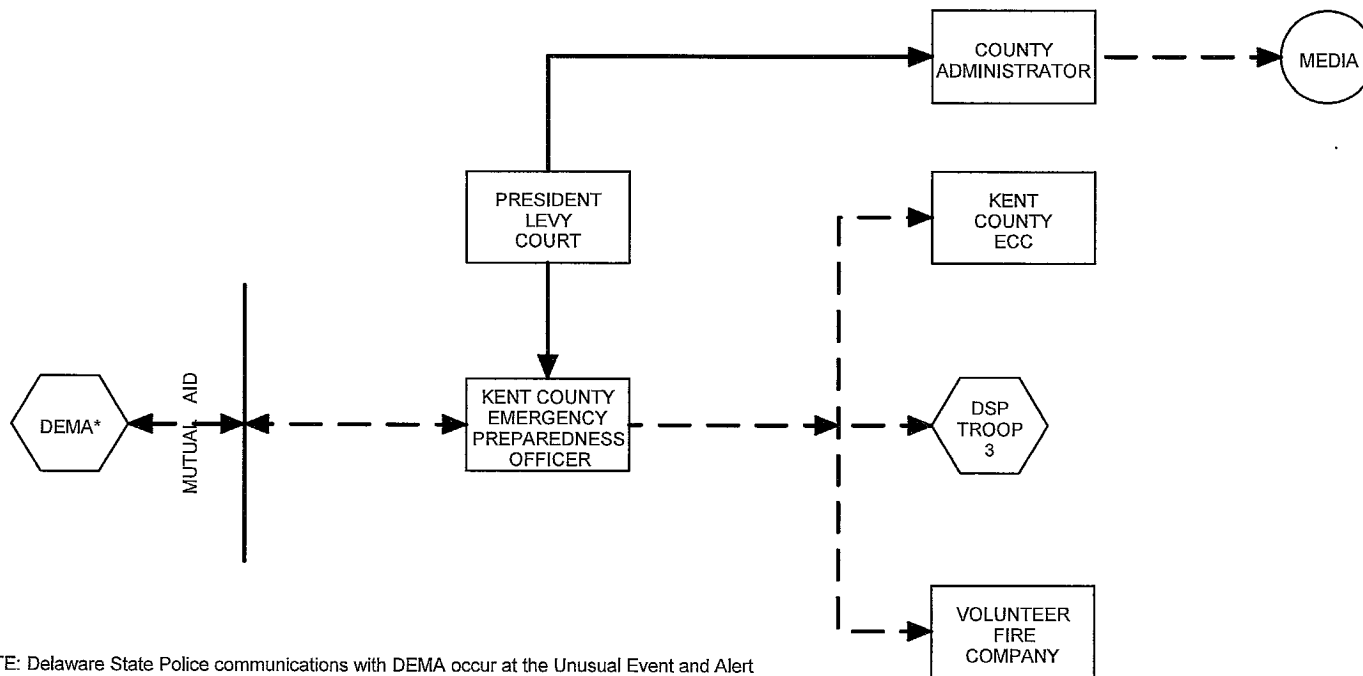 COUNTY
ADMINISTRATOR
MEDIA
PRESIDENT
LEVY
COURT
KENT
COUNTY
ECC
DEMA*
MUTUAL AID
KENT COUNTY
EMERGENCY
PREPAREDNESS
OFFICER
DSP
TROOP
3
VOLUNTEER
FIRE
COMPANY
TE: Delaware State Police communications with DEMA occur at the Unusual Event and Alert